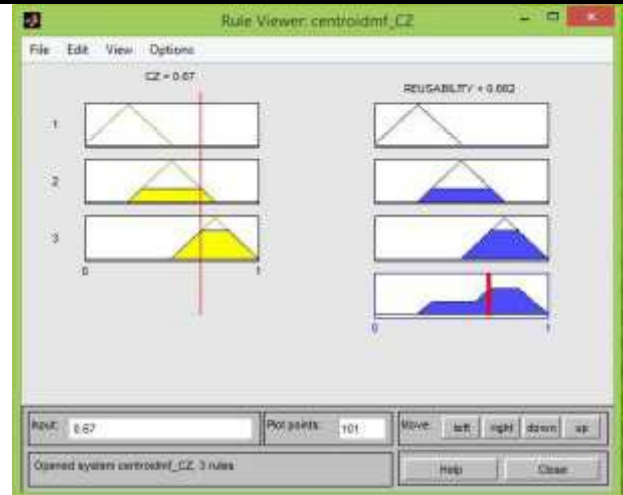 Rule Viewer: centroidmf_CZ
File Edit View Options
CZ = 0.67
REUSABILITY = 0.662
1
2
3
0 1
0 1
Input: 0.67
Plot points: 101
Move: left right down up
Opened system centroidmf_CZ, 3 rules
Help Close